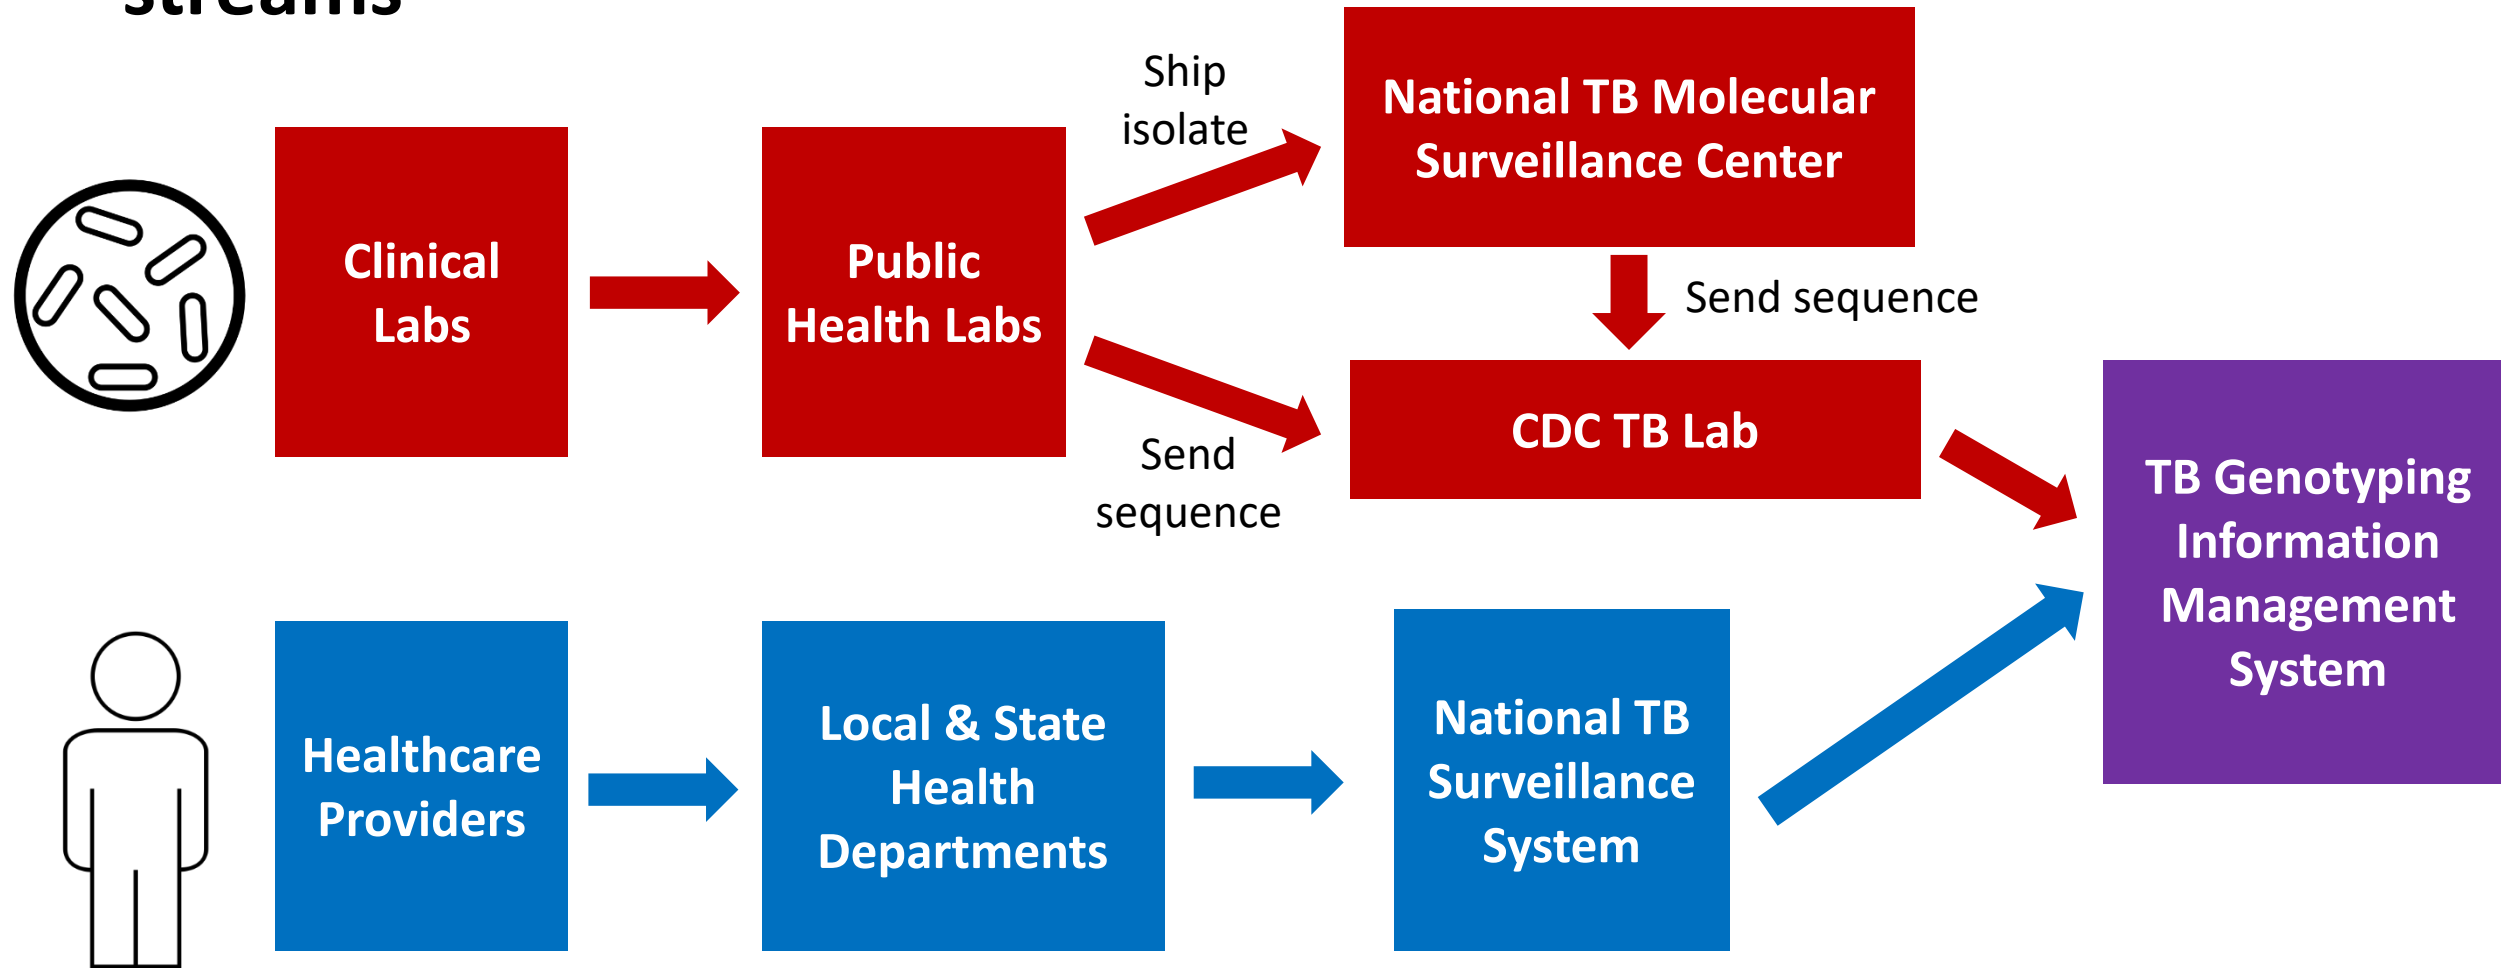 Ship
isolate
National TB Molecular
Surveillance Center
Clinical
Labs
Public
Health Labs
Send sequence
Send
sequence
CDC TB Lab
TB Genotyping
Information
Management
System
Healthcare
Providers
Local & State
Health
Departments
National TB
Surveillance
System